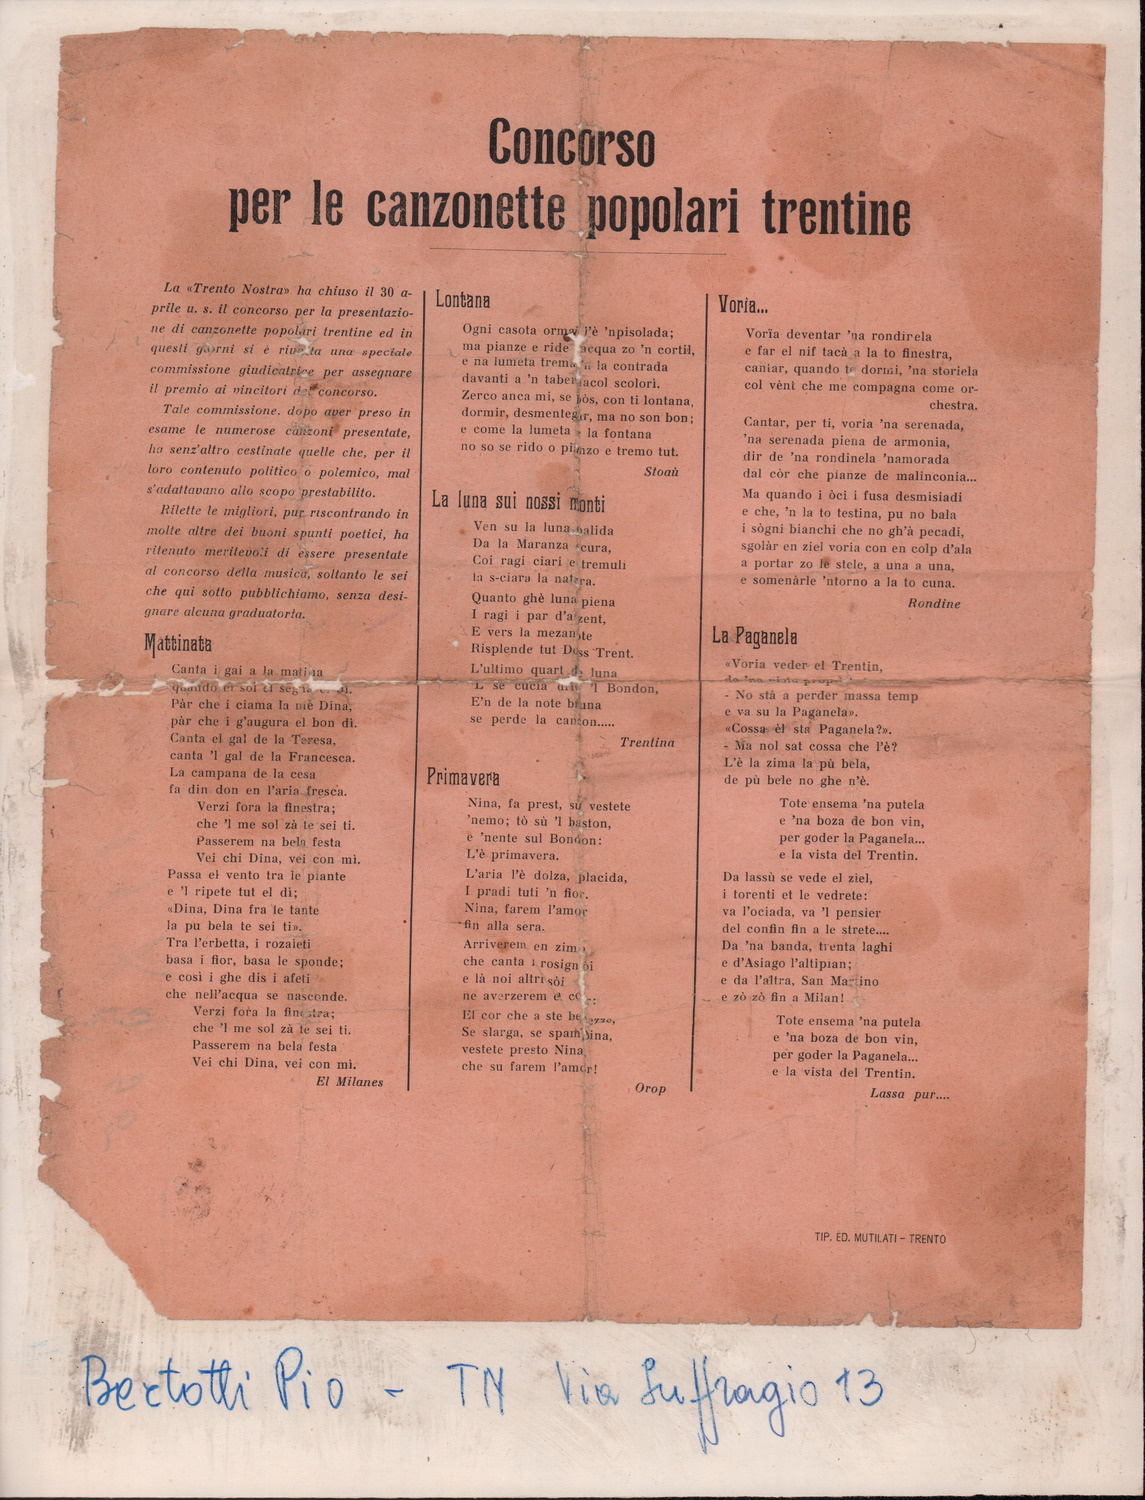 Concorso
per le canzonette popolari trentine
La «Trento Nostra» ha chiuso il 30 a-
prile u. s. il concorso per la presentazio-
ne di canzonette popolari trentine ed in
questi giorni si è riunita una speciale
commissione giudicatrice per assegnare
il premio ai vincitori del concorso.
Tale commissione. dopo aver preso in
esame le numerose canzoni presentate,
ha senz'altro cestinate quelle che, per il
loro contenuto politico o polemico, mal
s'adattavano allo scopo prestabilito.
Rilette le migliori, pur riscontrando in
molte altre dei buoni spunti poetici, ha
ritenuto meritevoli di essere presentate
al concorso della musica, soltanto le sei
che qui sotto pubblichiamo, senza desi-
gnare alcuna graduatoria.
Mattinata
Canta i gai a la matina
quando el sol el segna el dì.
Pàr che i ciama la mè Dina,
pàr che i g'augura el bon dì.
Canta el gal de la Teresa,
canta 'l gal de la Francesca.
La campana de la cesa
fa din don en l'aria fresca.
Verzi fora la finestra;
che 'l me sol zà te sei ti.
Passerem na bela festa
Vei chi Dina, vei con mì.
Passa el vento tra le piante
e 'l ripete tut el dì;
«Dina, Dina fra le tante
la pu bela te sei ti».
Tra l'erbetta, i rozaleti
basa i fior, basa le sponde;
e così i ghe dis i afeti
che nell'acqua se nasconde.
Verzi fora la finestra;
che 'l me sol zà te sei ti.
Passerem na bela festa
Vei chi Dina, vei con mì.
El Milanes
Lontana
Ogni casota ormai l'è 'npisolada;
ma pianze e ride l'acqua zo 'n cortil,
e na lumeta trema 'n la contrada
davanti a 'n tabernacol scolorì.
Zerco anca mi, se pòs, con ti lontana,
dormir, desmentegar, ma no son bon;
e come la lumeta e la fontana
no so se rido o pianzo e tremo tut.
Stoaù
La luna sui nossi monti
Ven su la luna palida
Da la Maranza scura,
Coi ragi ciari e tremuli
la s-ciara la natura.
Quanto ghè luna piena
I ragi i par d'arzent,
E vers la mezanote
Risplende tut Doss Trent.
L'ultimo quart de luna
'L se cucia drio 'l Bondon,
E'n de la note bruna
se perde la canzon.....
Trentina
Primavera
Nina, fa prest, su vestete
'nemo; tò sù 'l baston,
è 'nente sul Bondon:
L'è primavera.
L'aria l'è dolza, placida,
I pradi tuti 'n fior.
Nina, farem l'amor
fin alla sera.
Arriverem en zima
che canta i rosignòi
e là noi altri sòi
ne averzerem el cor:
El cor che a ste belezze,
Se slarga, se spampina,
vestete presto Nina,
che su farem l'amor!
Orop
Vorìa...
Vorìa deventar 'na rondinela
e far el nif tacà a la to finestra,
cantar, quando te dormi, 'na storiela
col vènt che me compagna come or-
chestra.
Cantar, per ti, voria 'na serenada,
'na serenada piena de armonia,
dir de 'na rondinela 'namorada
dal còr che pianze de malinconia...
Ma quando i òci i fusa desmisiadi
e che, 'n la to testina, pu no bala
i sògni bianchi che no gh'à pecadi,
sgolàr en ziel voria con en colp d'ala
a portar zo le stele, a una a una,
e somenàrle 'ntorno a la to cuna.
Rondine
La Paganela
«Voria veder el Trentin,
- No stà a perder massa temp
e va su la Paganela».
«Cossa èl sta Paganela?».
- Ma nol sat cossa che l'è?
L'è la zima la pù bela,
de pù bele no ghe n'è.
Tote ensema 'na putela
e 'na boza de bon vin,
per goder la Paganela...
e la vista del Trentin.
Da lassù se vede el ziel,
i torenti et le vedrete:
va l'ociada, va 'l pensier
del confin fin a le strete....
Da 'na banda, trenta laghi
e d'Asiago l'altipian;
e da l'altra, San Martino
e zò zò fin a Milan!
Tote ensema 'na putela
e 'na boza de bon vin,
per goder la Paganela...
e la vista del Trentin.
Lassa pur....
TIP. ED. MUTILATI - TRENTO
Bertotti Pio - TN Via Suffragio 13